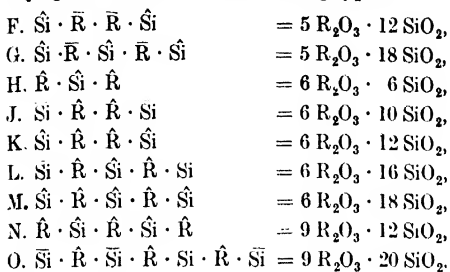 F. Ŝi · R̄ · R̄ · Ŝi = 5 R₂O₃ · 12 SiO₂,
G. Ŝi ·R̄ · Ŝi · R̄ · Ŝi = 5 R₂O₃ · 18 SiO₂,
H. R̂ · Ŝi · R̂ = 6 R₂O₃ · 6 SiO₂,
J. Si · R̂ · R̂ · Si = 6 R₂O₃ · 10 SiO₂,
K. Ŝi · R̂ · R̂ · Ŝi = 6 R₂O₃ · 12 SiO₂,
L. Si · R̂ · Ŝi · R̂ · Si = 6 R₂O₃ · 16 SiO₂,
M. Ŝi · R̂ · Ŝi · R̂ · Ŝi = 6 R₂O₃ · 18 SiO₂,
N. R̂ · Ŝi · R̂ · Ŝi · R̂ = 9 R₂O₃ · 12 SiO₂,
O. S̄i · R̂ · S̄i · R̂ · Si · R̂ · S̄i = 9 R₂O₃ · 20 SiO₂.